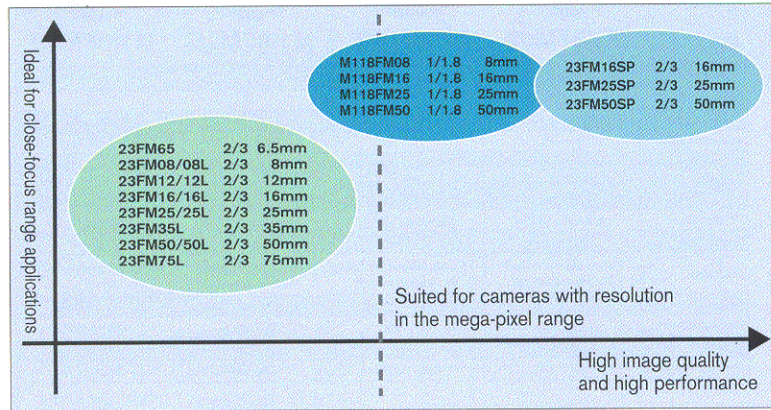 Ideal for close-focus range applications
M118FM08 1/1.8 8mm
M118FM16 1/1.8 16mm
M118FM25 1/1.8 25mm
M118FM50 1/1.8 50mm
23FM16SP 2/3 16mm
23FM25SP 2/3 25mm
23FM50SP 2/3 50mm
23FM65 2/3 6.5mm
23FM08/08L 2/3 8mm
23FM12/12L 2/3 12mm
23FM16/16L 2/3 16mm
23FM25/25L 2/3 25mm
23FM35L 2/3 35mm
23FM50/50L 2/3 50mm
23FM75L 2/3 75mm
Suited for cameras with resolution
in the mega-pixel range
High image quality
and high performance